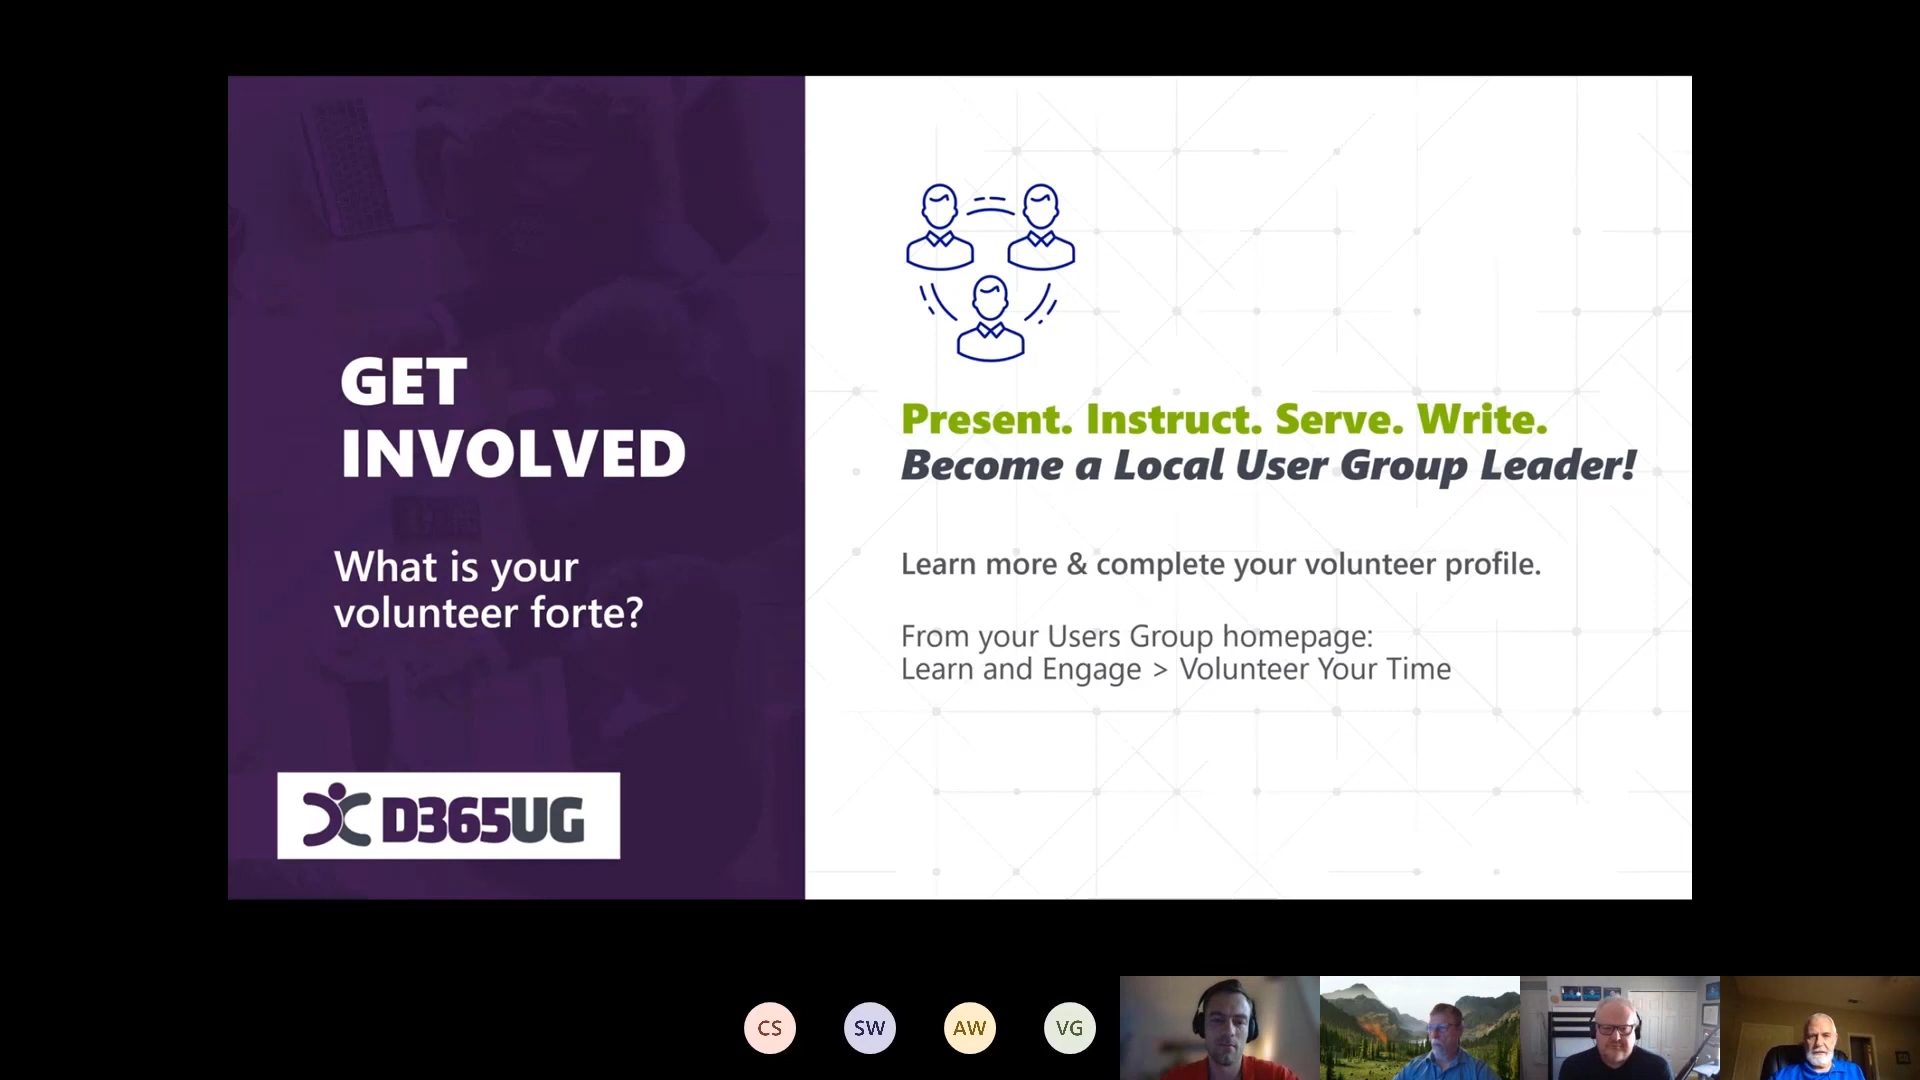 GET
INVOLVED
What is your
volunteer forte?
D365UG
Present. Instruct. Serve. Write.
Become a Local User Group Leader!
Learn more & complete your volunteer profile.
From your Users Group homepage:
Learn and Engage > Volunteer Your Time
CS
SW
AW
VG